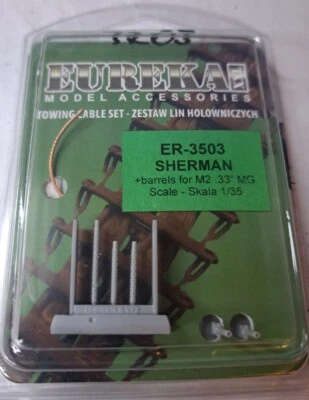 EUREKA
MODEL ACCESSORIES
TOWING CABLE SET - ZESTAW LIN HOLOWNICZYCH
ER-3503
SHERMAN
+barrels for M2 .33" MG
Scale - Skala 1/35